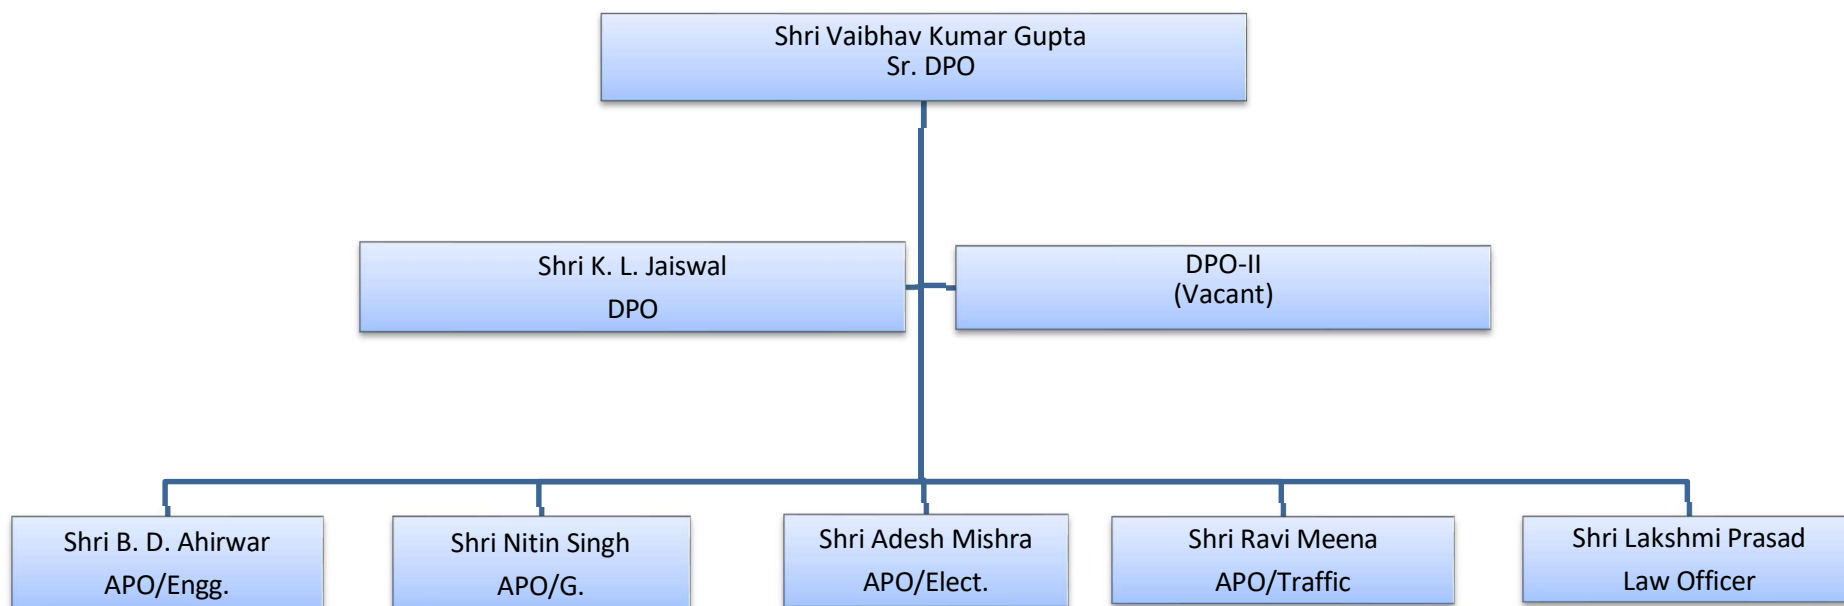 Shri Vaibhav Kumar Gupta
Sr. DPO
Shri K. L. Jaiswal
DPO
DPO-II
(Vacant)
Shri B. D. Ahirwar
APO/Engg.
Shri Nitin Singh
APO/G.
Shri Adesh Mishra
APO/Elect.
Shri Ravi Meena
APO/Traffic
Shri Lakshmi Prasad
Law Officer